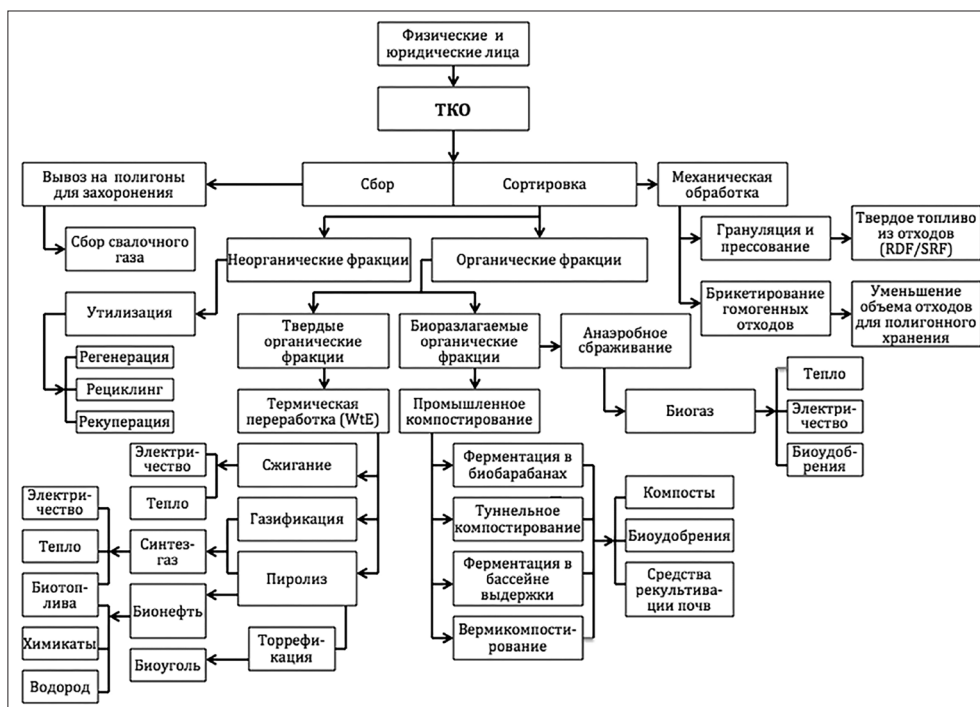 Физические и
юридические лица
ТКО
Вывоз на полигоны
для захоронения
Сбор
Сортировка
Механическая
обработка
Сбор свалочного
газа
Неорганические фракции
Органические фракции
Грануляция и
прессование
Твердое топливо
из отходов
(RDF/SRF)
Утилизация
Твердые
органические
фракции
Биоразлагаемые
органические
фракции
Анаэробное
сбраживание
Брикетирование
гомогенных
отходов
Уменьшение
объема отходов
для полигонного
хранения
Регенерация
Рециклинг
Рекуперация
Термическая
переработка (WtE)
Промышленное
компостирование
Биогаз
Тепло
Электри-
чество
Биоудоб-
рения
Электри-
чество
Тепло
Сжигание
Ферментация в
биобарабанах
Компосты
Электри-
чество
Тепло
Биотоп-
лива
Химикаты
Водород
Синтез-
газ
Бионефть
Биоуголь
Газификация
Пиролиз
Торрефи-
кация
Туннельное
компостирование
Ферментация в
бассейне
выдержки
Вермикомпости-
рование
Биоудобрения
Средства
рекультива-
ции почв